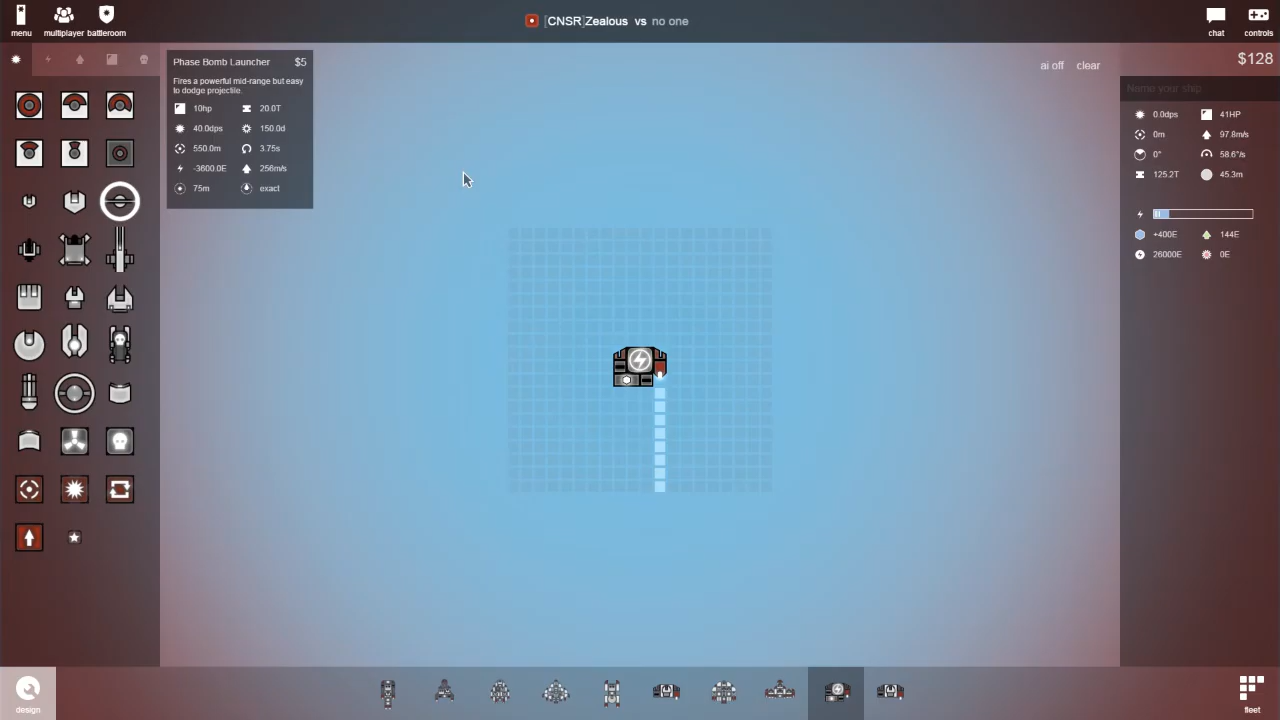 menu
multiplayer
battleroom
[CNSR]Zealous vs no one
chat
controls
Phase Bomb Launcher $5
Fires a powerful mid-range but easy
to dodge projectile.
10hp 20.0T
40.0dps 150.0d
550.0m 3.75s
-3600.0E 256m/s
75m exact
ai off clear
$128
Name your ship
0.0dps 41HP
0m 97.8m/s
0° 58.6°/s
125.2T 45.3m
+400E 144E
26000E 0E
design
fleet